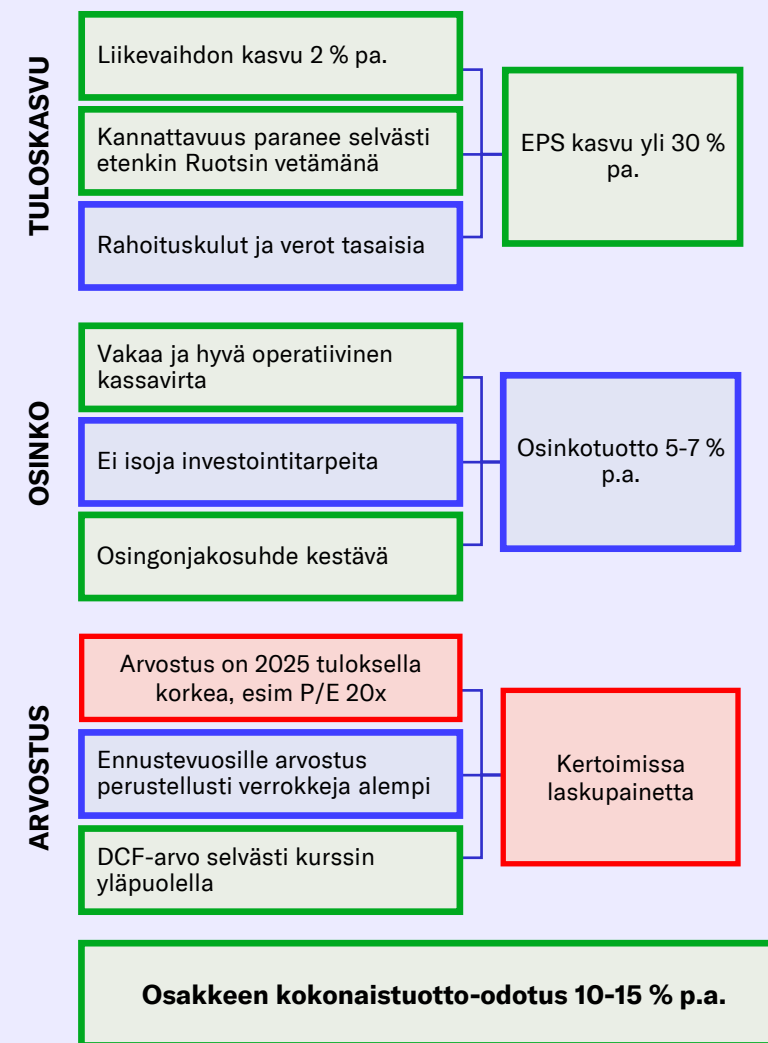 TULOSKASVU
Liikevaihdon kasvu 2 % pa.
Kannattavuus paranee selvästi
etenkin Ruotsin vetämänä
Rahoituskulut ja verot tasaisia
EPS kasvu yli 30 %
pa.
OSINKO
Vakaa ja hyvä operatiivinen
kassavirta
Ei isoja investointitarpeita
Osingonjakosuhde kestävä
Osinkotuotto 5-7 %
p.a.
ARVOSTUS
Arvostus on 2025 tuloksella
korkea, esim P/E 20x
Ennustevuosille arvostus
perustellusti verrokkeja alempi
DCF-arvo selvästi kurssin
yläpuolella
Kertoimissa
laskupainetta
Osakkeen kokonaistuotto-odotus 10-15 % p.a.